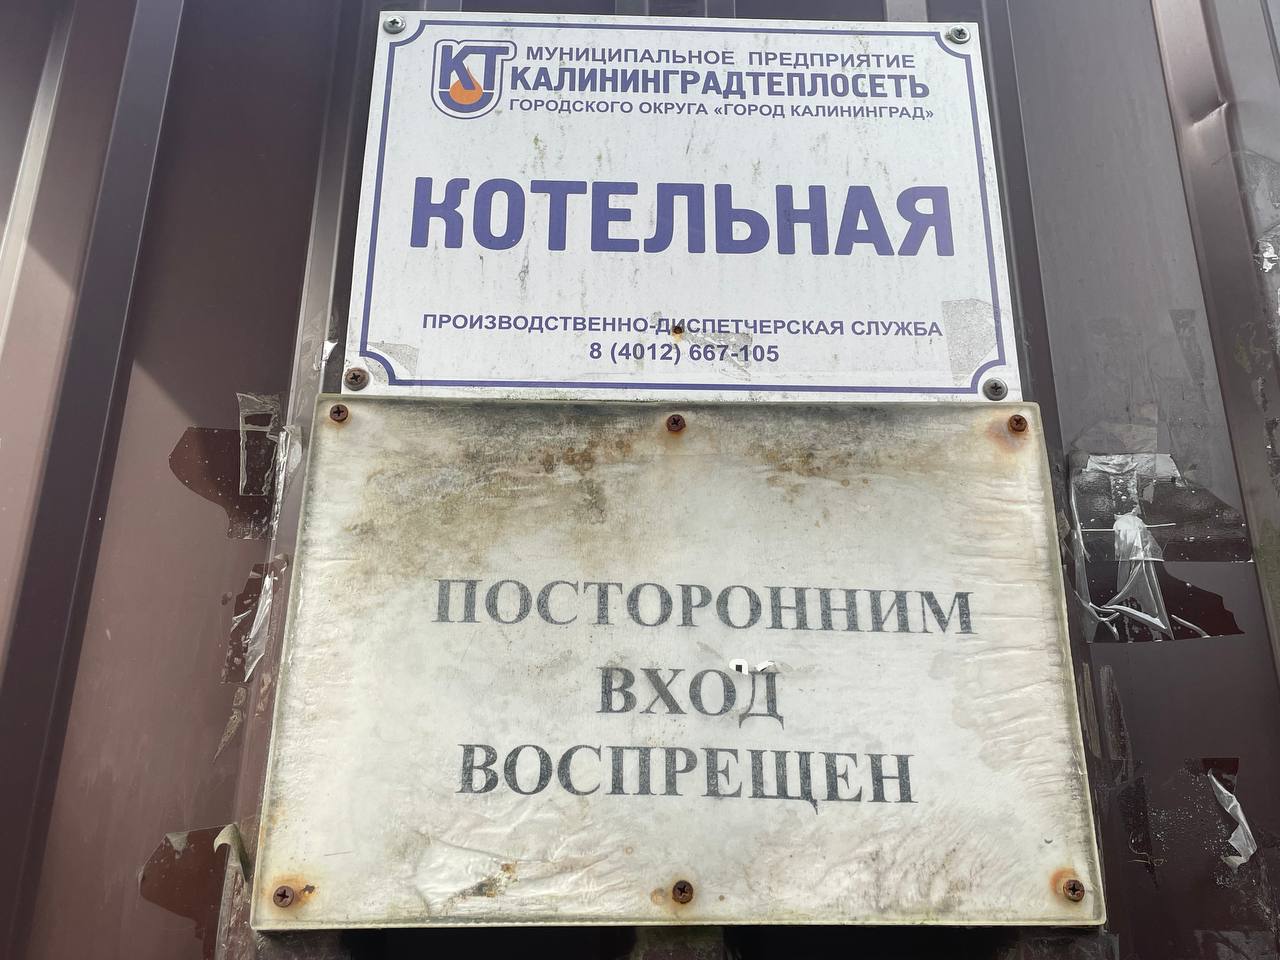 КТ
МУНИЦИПАЛЬНОЕ ПРЕДПРИЯТИЕ
КАЛИНИНГРАДТЕПЛОСЕТЬ
ГОРОДСКОГО ОКРУГА «ГОРОД КАЛИНИНГРАД»
КОТЕЛЬНАЯ
ПРОИЗВОДСТВЕННО-ДИСПЕТЧЕРСКАЯ СЛУЖБА
8 (4012) 667-105
ПОСТОРОННИМ
ВХОД
ВОСПРЕЩЕН